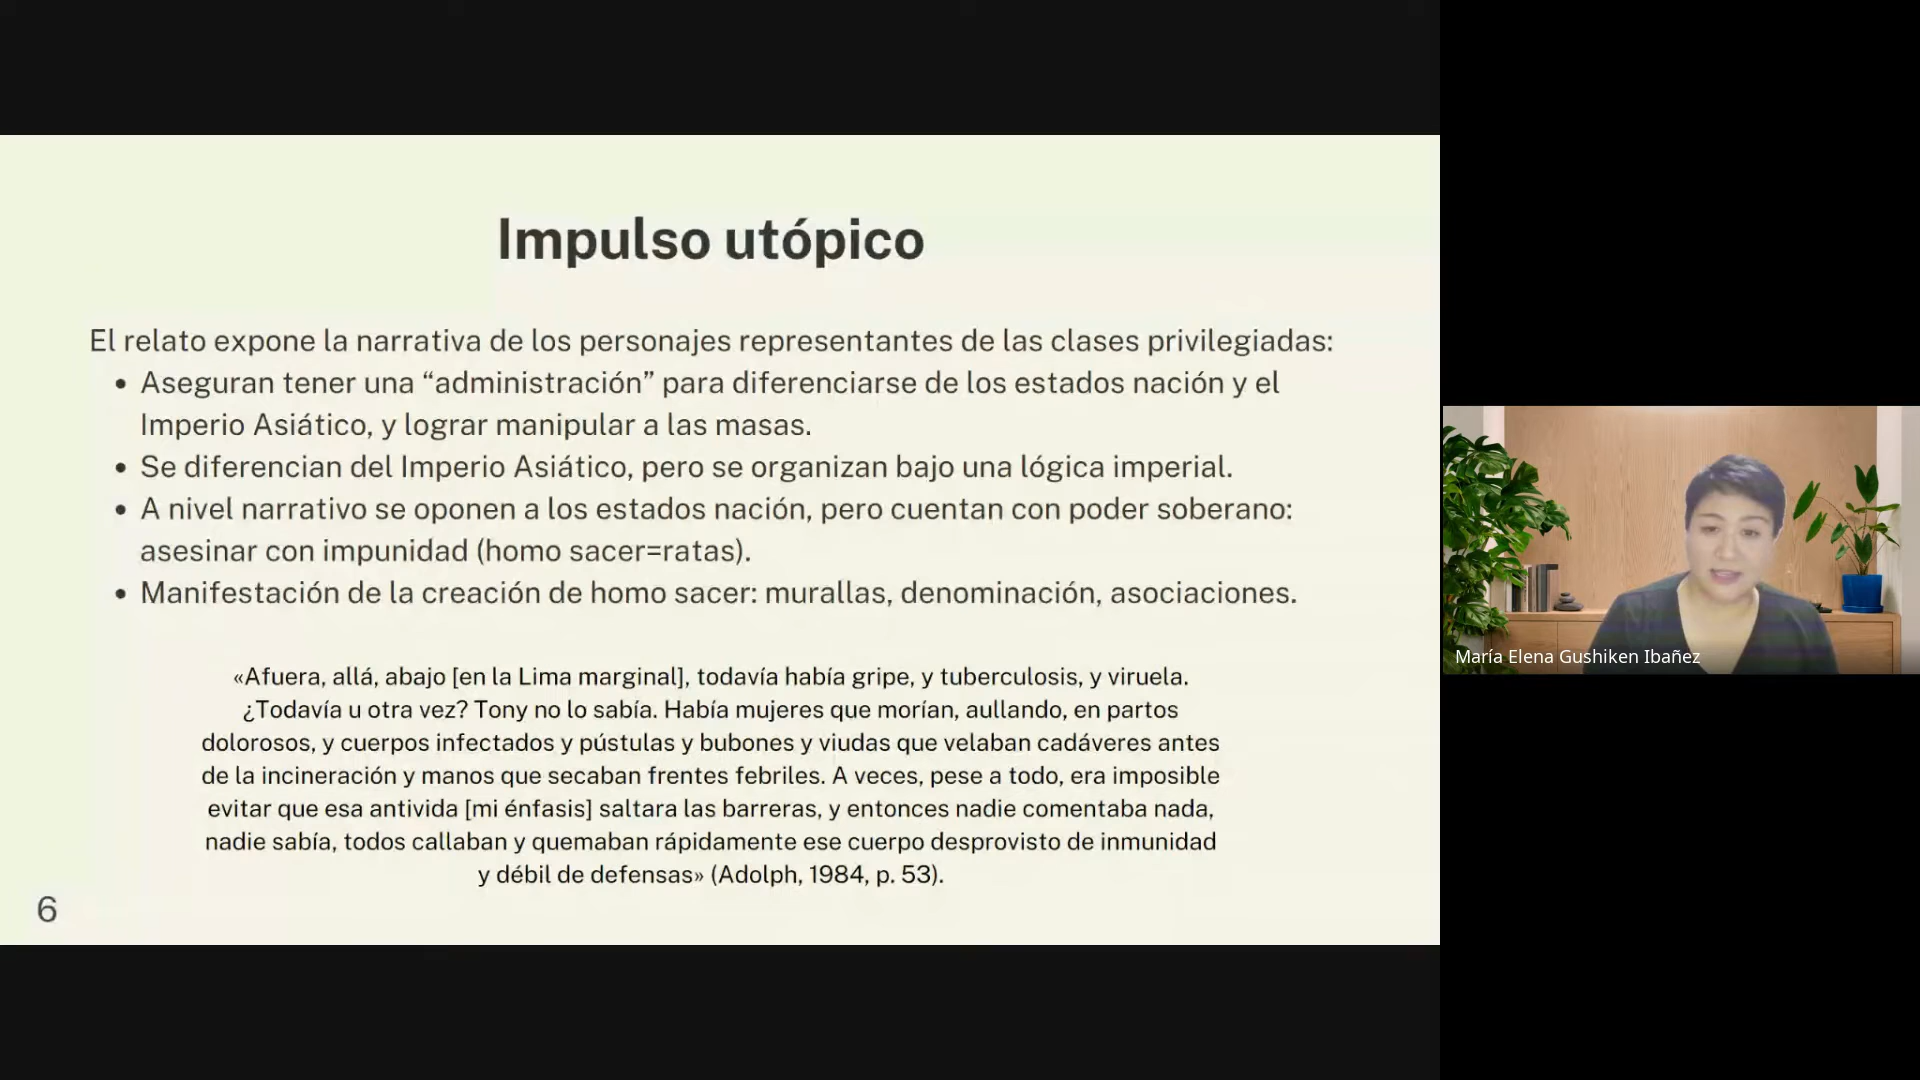 Impulso utópico
El relato expone la narrativa de los personajes representantes de las clases privilegiadas:
• Aseguran tener una “administración” para diferenciarse de los estados nación y el
Imperio Asiático, y lograr manipular a las masas.
• Se diferencian del Imperio Asiático, pero se organizan bajo una lógica imperial.
• A nivel narrativo se oponen a los estados nación, pero cuentan con poder soberano:
asesinar con impunidad (homo sacer=ratas).
• Manifestación de la creación de homo sacer: murallas, denominación, asociaciones.
«Afuera, allá, abajo [en la Lima marginal], todavía había gripe, y tuberculosis, y viruela.
¿Todavía u otra vez? Tony no lo sabía. Había mujeres que morían, aullando, en partos
dolorosos, y cuerpos infectados y pústulas y bubones y viudas que velaban cadáveres antes
de la incineración y manos que secaban frentes febriles. A veces, pese a todo, era imposible
evitar que esa antivida [mi énfasis] saltara las barreras, y entonces nadie comentaba nada,
nadie sabía, todos callaban y quemaban rápidamente ese cuerpo desprovisto de inmunidad
y débil de defensas» (Adolph, 1984, p. 53).
6
María Elena Gushiken Ibañez